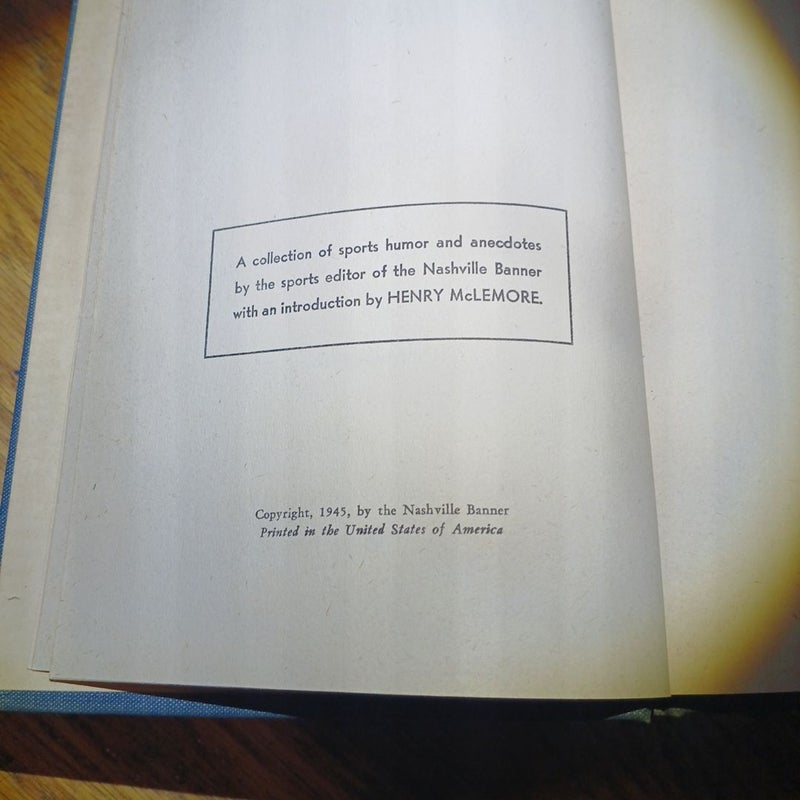 A collection of sports humor and anecdotes
by the sports editor of the Nashville Banner
with an introduction by HENRY McLEMORE.
Copyright, 1945, by the Nashville Banner
Printed in the United States of America